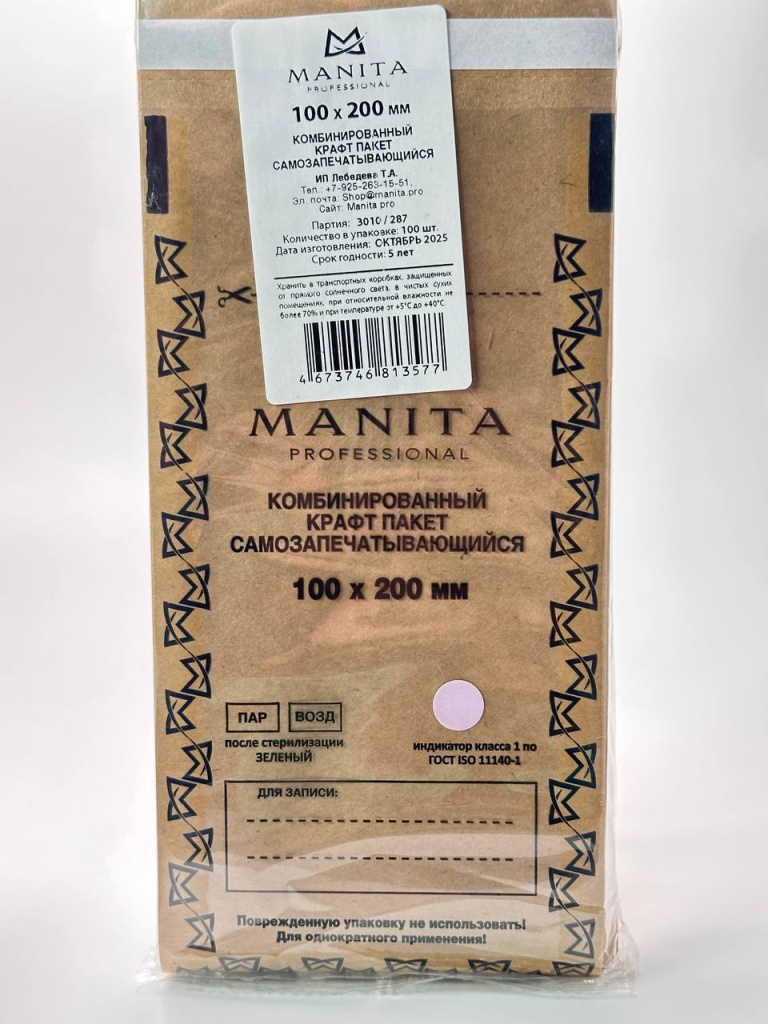 MANITA
PROFESSIONAL
100 x 200 мм
КОМБИНИРОВАННЫЙ
КРАФТ ПАКЕТ
САМОЗАПЕЧАТЫВАЮЩИЙСЯ
ИП Лебедева Т.А.
Тел.: +7-925-263-15-51,
Эл. почта: Shop@manita.pro
Сайт: Manita pro
Партия: 3010 / 287
Количество в упаковке: 100 шт.
Дата изготовления: ОКТЯБРЬ 2025
Срок годности: 5 лет
Хранить в транспортных коробках, защищенных
от прямого солнечного света, в чистых сухих
помещениях, при относительной влажности не
более 70% и при температуре от +5°C до +40°C.
4 673746 813577
MANITA
PROFESSIONAL
КОМБИНИРОВАННЫЙ
КРАФТ ПАКЕТ
САМОЗАПЕЧАТЫВАЮЩИЙСЯ
100 x 200 мм
ПАР ВОЗД
после стерилизации
ЗЕЛЕНЫЙ
индикатор класса 1 по
ГОСТ ISO 11140-1
ДЛЯ ЗАПИСИ:
Поврежденную упаковку не использовать!
Для однократного применения!